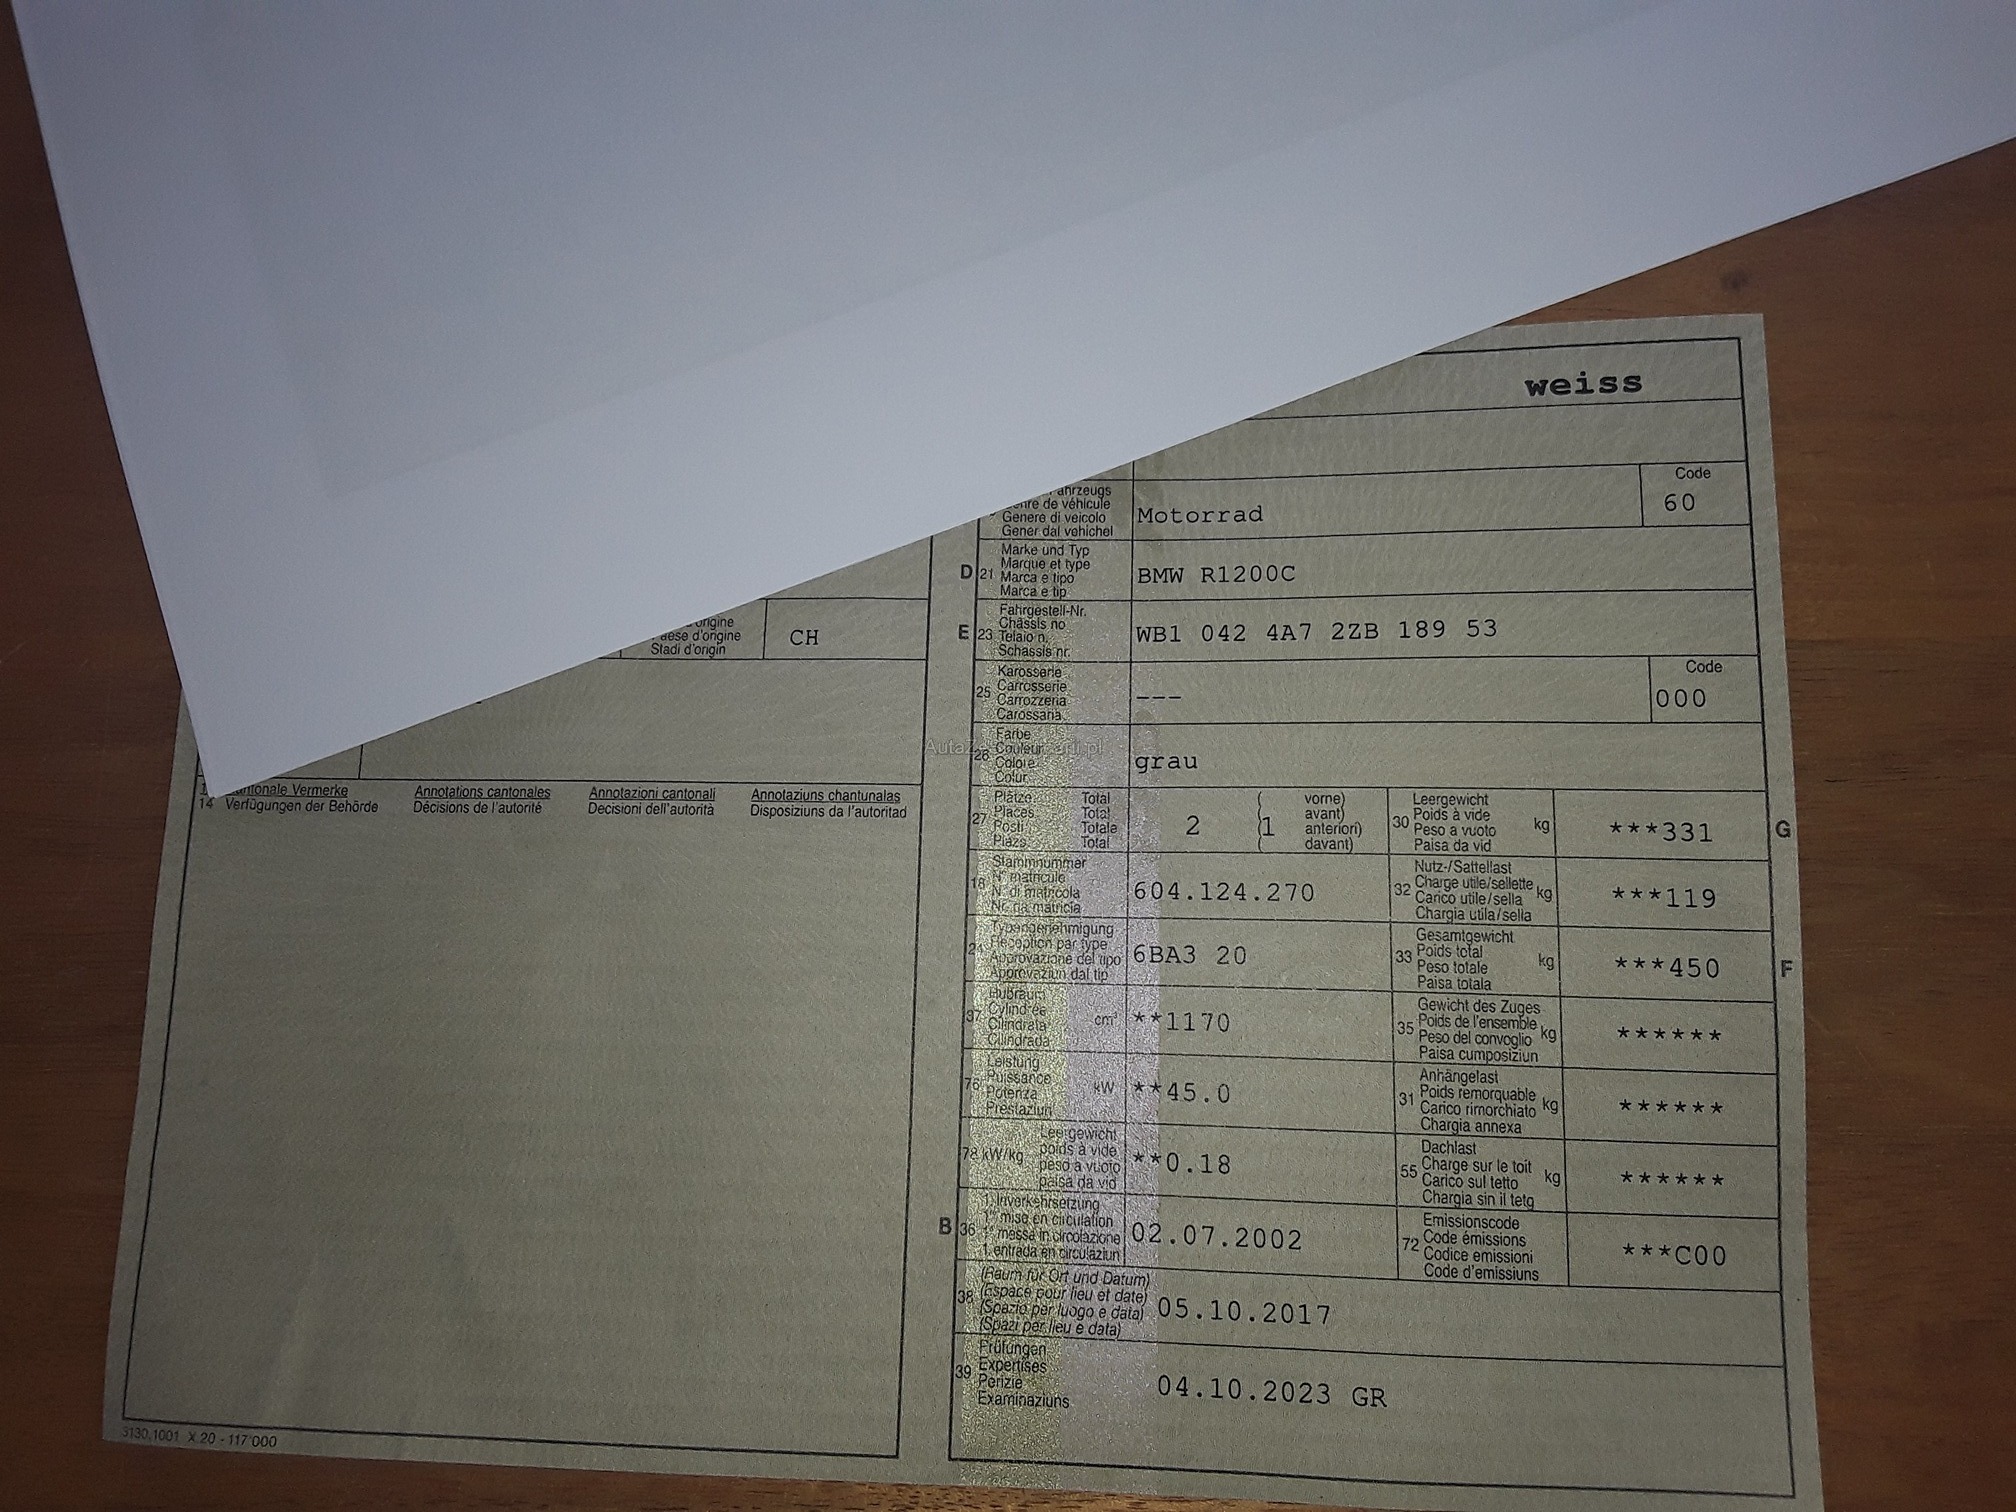 weiss
Code
60
ahrzeugs
Genre de véhicule
Genere di veicolo
Gener dal vehichel
Motorrad
D 21 Marke und Typ
Marque et type
Marca e tipo
Marca e tip
BMW R1200C
E 23 Fahrgestell-Nr.
Châssis no
Telaio n.
Schassis nr.
WB1 042 4A7 2ZB 189 53
25 Karosserie
Carrosserie
Carrozzeria
Carossaria
---
Code
000
26 Farbe
Couleur
Colore
Colur
grau
27 Plätze Total
Places Total
Posti Totale
Plazs Total
2 (1
vorne)
avant)
anteriori)
davant)
30 Leergewicht
Poids à vide
Peso a vuoto
Paisa da vid
kg
***331 G
18 Stammnummer
N° matricule
N. di matricola
Nr. da matricla
604.124.270
32 Nutz-/Sattellast
Charge utile/sellette
Carico utile/sella
Chargia utila/sella
kg
***119
24 Typengenehmigung
Réception par type
Approvazione del tipo
Approvaziun dal tip
6BA3 20
33 Gesamtgewicht
Poids total
Peso totale
Paisa totala
kg
***450 F
37 Hubraum
Cylindrée
Cilindrata
Cilindrada
cm³
**1170
35 Gewicht des Zuges
Poids de l'ensemble
Peso del convoglio
Paisa cumposiziun
kg
******
76 Leistung
Puissance
Potenza
Prestaziun
kW
**45.0
31 Anhängelast
Poids remorquable
Carico rimorchiato
Chargia annexa
kg
******
78 kW/kg
Leergewicht
poids à vide
peso a vuoto
paisa da vid
**0.18
55 Dachlast
Charge sur le toit
Carico sul tetto
Chargia sin il tetg
kg
******
B 36 1. Inverkehrsetzung
1re mise en circulation
1a messa in circolazione
1. entrada en circulaziun
02.07.2002
72 Emissionscode
Code émissions
Codice emissioni
Code d'emissiuns
***C00
38 (Raum für Ort und Datum)
(Espace pour lieu et date)
(Spazio per luogo e data)
(Spazi per lieu e data)
05.10.2017
39 Prüfungen
Expertises
Perizie
Examinaziuns
04.10.2023 GR
origine
aese d'origine
Stadi d'origin
CH
14 Kantonale Vermerke
Verfügungen der Behörde
Annotations cantonales
Décisions de l'autorité
Annotazioni cantonali
Decisioni dell'autorità
Annotaziuns chantunalas
Disposiziuns da l'autoritad
5130.1001 X 20 - 117'000